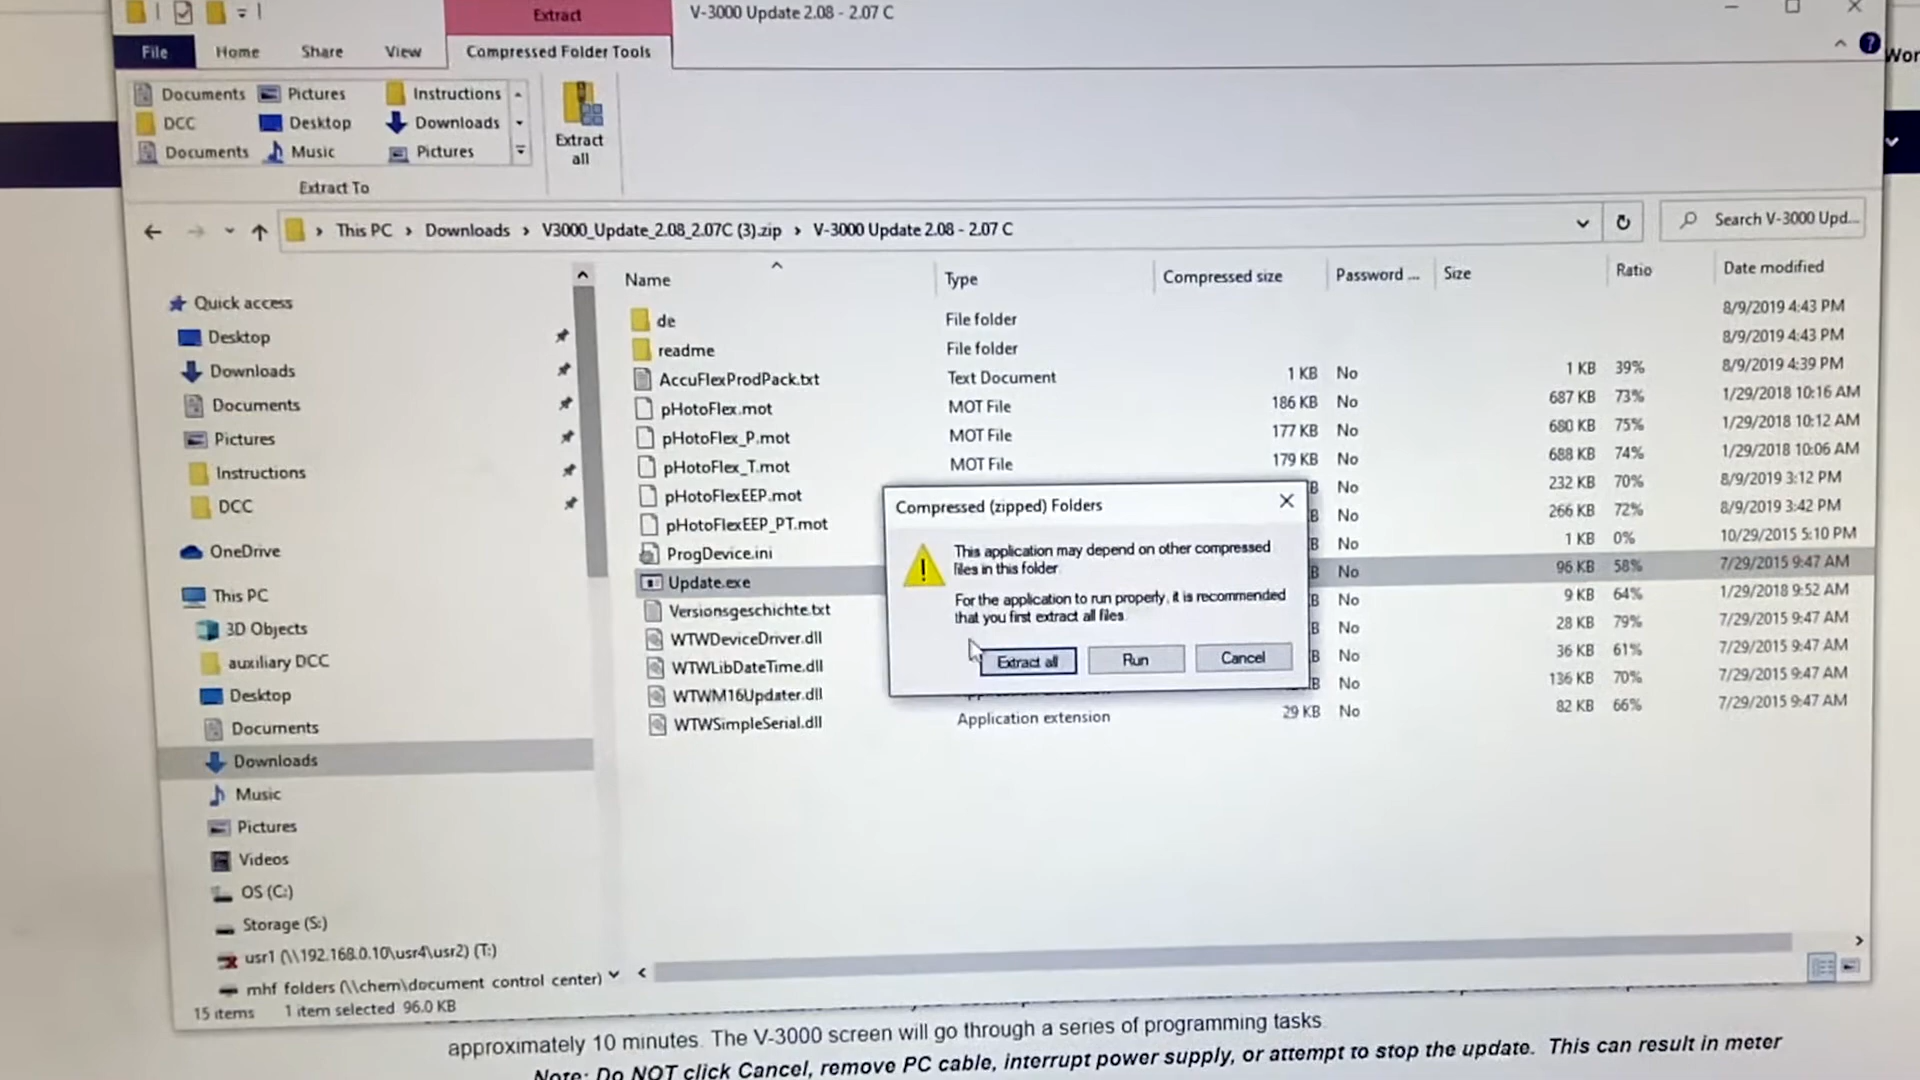 Extract
V-3000 Update 2.08 - 2.07 C
File
Home
Share
View
Compressed Folder Tools
Documents
Pictures
Instructions
DCC
Desktop
Downloads
Documents
Music
Pictures
Extract To
Extract all
This PC > Downloads > V3000_Update_2.08_2.07C (3).zip > V-3000 Update 2.08 - 2.07 C
Search V-3000 Upd...
Name Type Compressed size Password ... Size Ratio Date modified
de File folder 8/9/2019 4:43 PM
readme File folder 8/9/2019 4:43 PM
AccuFlexProdPack.txt Text Document 1 KB No 1 KB 39% 8/9/2019 4:39 PM
pHotoFlex.mot MOT File 186 KB No 687 KB 73% 1/29/2018 10:16 AM
pHotoFlex_P.mot MOT File 177 KB No 680 KB 75% 1/29/2018 10:12 AM
pHotoFlex_T.mot MOT File 179 KB No 688 KB 74% 1/29/2018 10:06 AM
pHotoFlexEEP.mot B No 232 KB 70% 8/9/2019 3:12 PM
pHotoFlexEEP_PT.mot B No 266 KB 72% 8/9/2019 3:42 PM
ProgDevice.ini B No 1 KB 0% 10/29/2015 5:10 PM
Update.exe B No 96 KB 58% 7/29/2015 9:47 AM
Versionsgeschichte.txt B No 9 KB 64% 1/29/2018 9:52 AM
WTWDeviceDriver.dll B No 28 KB 79% 7/29/2015 9:47 AM
WTWLibDateTime.dll B No 36 KB 61% 7/29/2015 9:47 AM
WTWM16Updater.dll B No 136 KB 70% 7/29/2015 9:47 AM
WTWSimpleSerial.dll Application extension 29 KB No 82 KB 66% 7/29/2015 9:47 AM
Compressed (zipped) Folders
This application may depend on other compressed
files in this folder.
For the application to run properly, it is recommended
that you first extract all files.
Extract all
Run
Cancel
Quick access
Desktop
Downloads
Documents
Pictures
Instructions
DCC
OneDrive
This PC
3D Objects
auxiliary DCC
Desktop
Documents
Downloads
Music
Pictures
Videos
OS (C:)
Storage (S:)
usr1 (\\192.168.0.10\usr4\usr2) (T:)
mhf folders (\\chem\document control center)
15 items 1 item selected 96.0 KB
approximately 10 minutes. The V-3000 screen will go through a series of programming tasks.
Note: Do NOT click Cancel, remove PC cable, interrupt power supply, or attempt to stop the update. This can result in meter